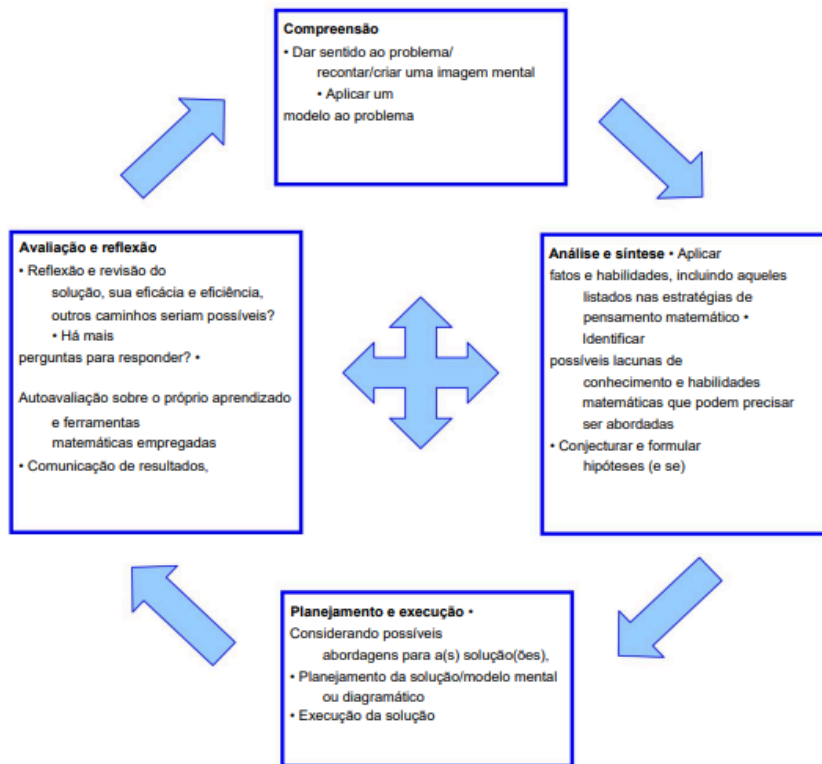 Compreensão
• Dar sentido ao problema/
recontar/criar uma imagem mental
• Aplicar um
modelo ao problema
Avaliação e reflexão
• Reflexão e revisão do
solução, sua eficácia e eficiência,
outros caminhos seriam possíveis?
• Há mais
perguntas para responder? •
Autoavaliação sobre o próprio aprendizado
e ferramentas
matemáticas empregadas
• Comunicação de resultados,
Análise e síntese • Aplicar
fatos e habilidades, incluindo aqueles
listados nas estratégias de
pensamento matemático •
Identificar
possíveis lacunas de
conhecimento e habilidades
matemáticas que podem precisar
ser abordadas
• Conjecturar e formular
hipóteses (e se)
Planejamento e execução •
Considerando possíveis
abordagens para a(s) solução(ões),
• Planejamento da solução/modelo mental
ou diagramático
• Execução da solução